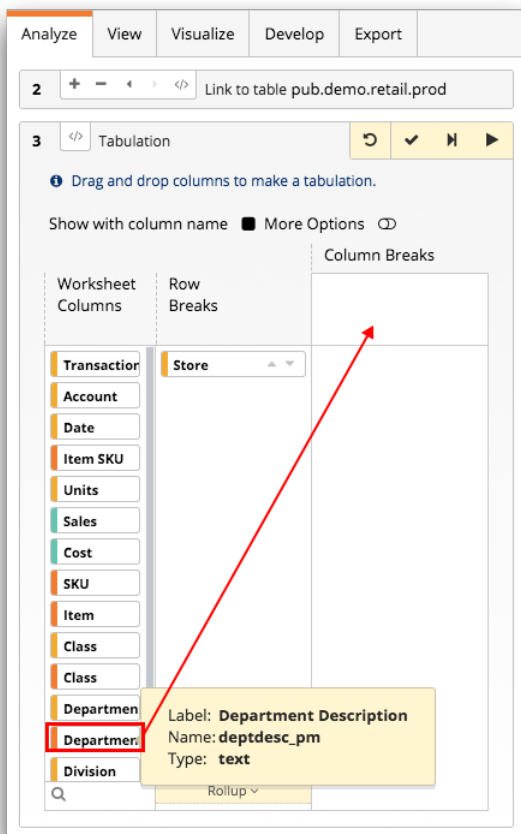 Analyze View Visualize Develop Export
2 </> Link to table pub.demo.retail.prod
3 </> Tabulation
Drag and drop columns to make a tabulation.
Show with column name More Options
Column Breaks
Worksheet Columns
Row Breaks
Transaction
Store
Account
Date
Item SKU
Units
Sales
Cost
SKU
Item
Class
Class
Departmen
Departmen
Division
Label: Department Description
Name: deptdesc_pm
Type: text
Rollup